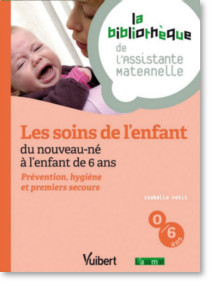 la
bibliothèque
de
l'Assistante
maternelle
Les soins de l'enfant
du nouveau-né
à l'enfant de 6 ans
Prévention, hygiène
et premiers secours
Isabelle Petit
0/6
ans
Vuibert